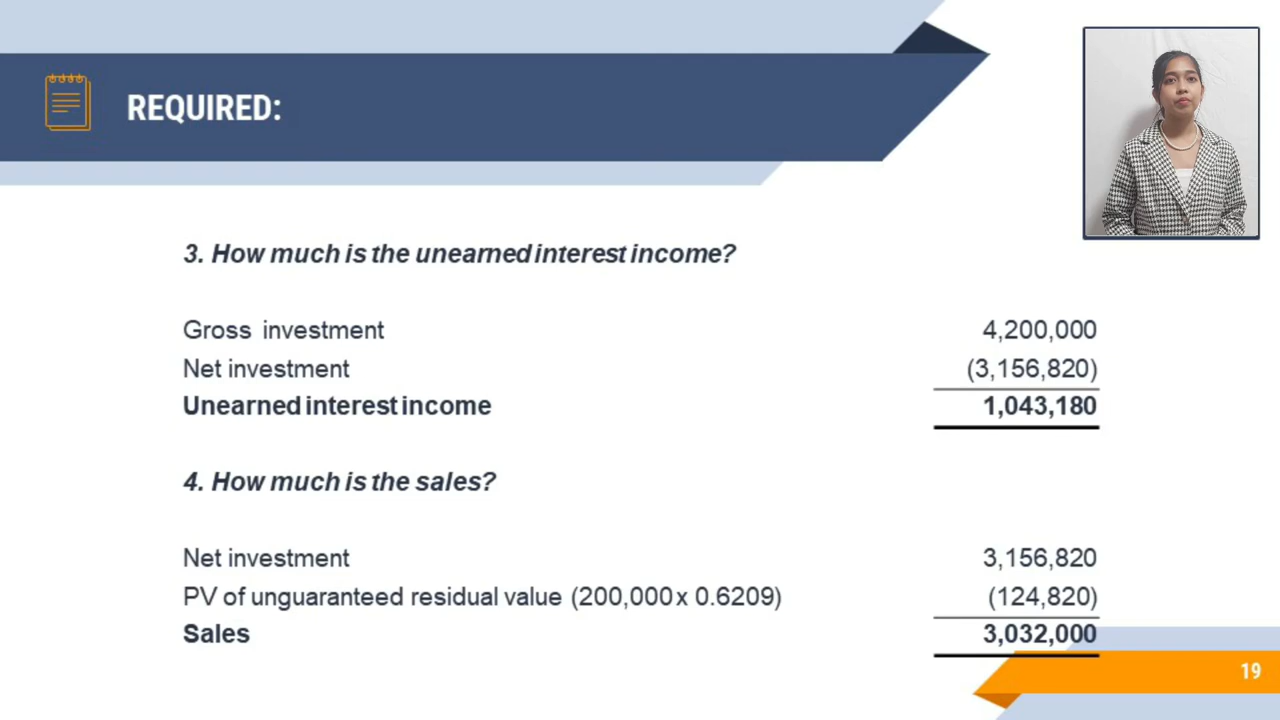 REQUIRED:
3. How much is the unearned interest income?
Gross investment 4,200,000
Net investment (3,156,820)
Unearned interest income 1,043,180
4. How much is the sales?
Net investment 3,156,820
PV of unguaranteed residual value (200,000 x 0.6209) (124,820)
Sales 3,032,000
19